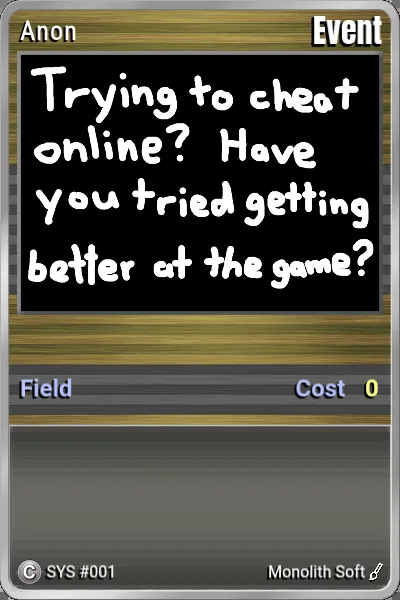 Anon Event
Trying to cheat
online? Have
you tried getting
better at the game?
Field Cost 0
C SYS #001 Monolith Soft